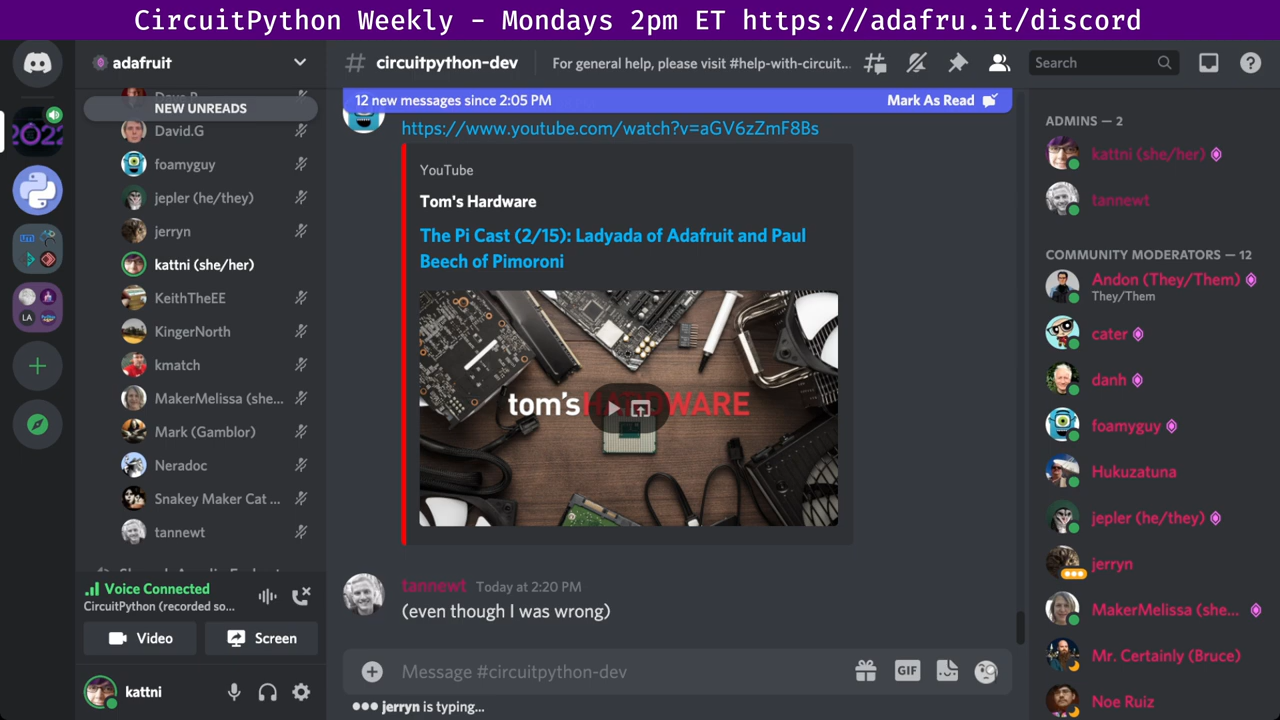 CircuitPython Weekly - Mondays 2pm ET https://adafru.it/discord
adafruit
NEW UNREADS
David.G
foamyguy
jepler (he/they)
jerryn
kattni (she/her)
KeithTheEE
KingerNorth
kmatch
MakerMelissa (she...
Mark (Gamblor)
Neradoc
Snakey Maker Cat ...
tannewt
Voice Connected
CircuitPython (recorded so...
Video
Screen
kattni
# circuitpython-dev
For general help, please visit #help-with-circuit...
Search
12 new messages since 2:05 PM
Mark As Read
https://www.youtube.com/watch?v=aGV6zZmF8Bs
YouTube
Tom's Hardware
The Pi Cast (2/15): Ladyada of Adafruit and Paul
Beech of Pimoroni
tom's HARDWARE
tannewt Today at 2:20 PM
(even though I was wrong)
Message #circuitpython-dev
GIF
jerryn is typing...
ADMINS — 2
kattni (she/her)
tannewt
COMMUNITY MODERATORS — 12
Andon (They/Them)
They/Them
cater
danh
foamyguy
Hukuzatuna
jepler (he/they)
jerryn
MakerMelissa (she...
Mr. Certainly (Bruce)
Noe Ruiz